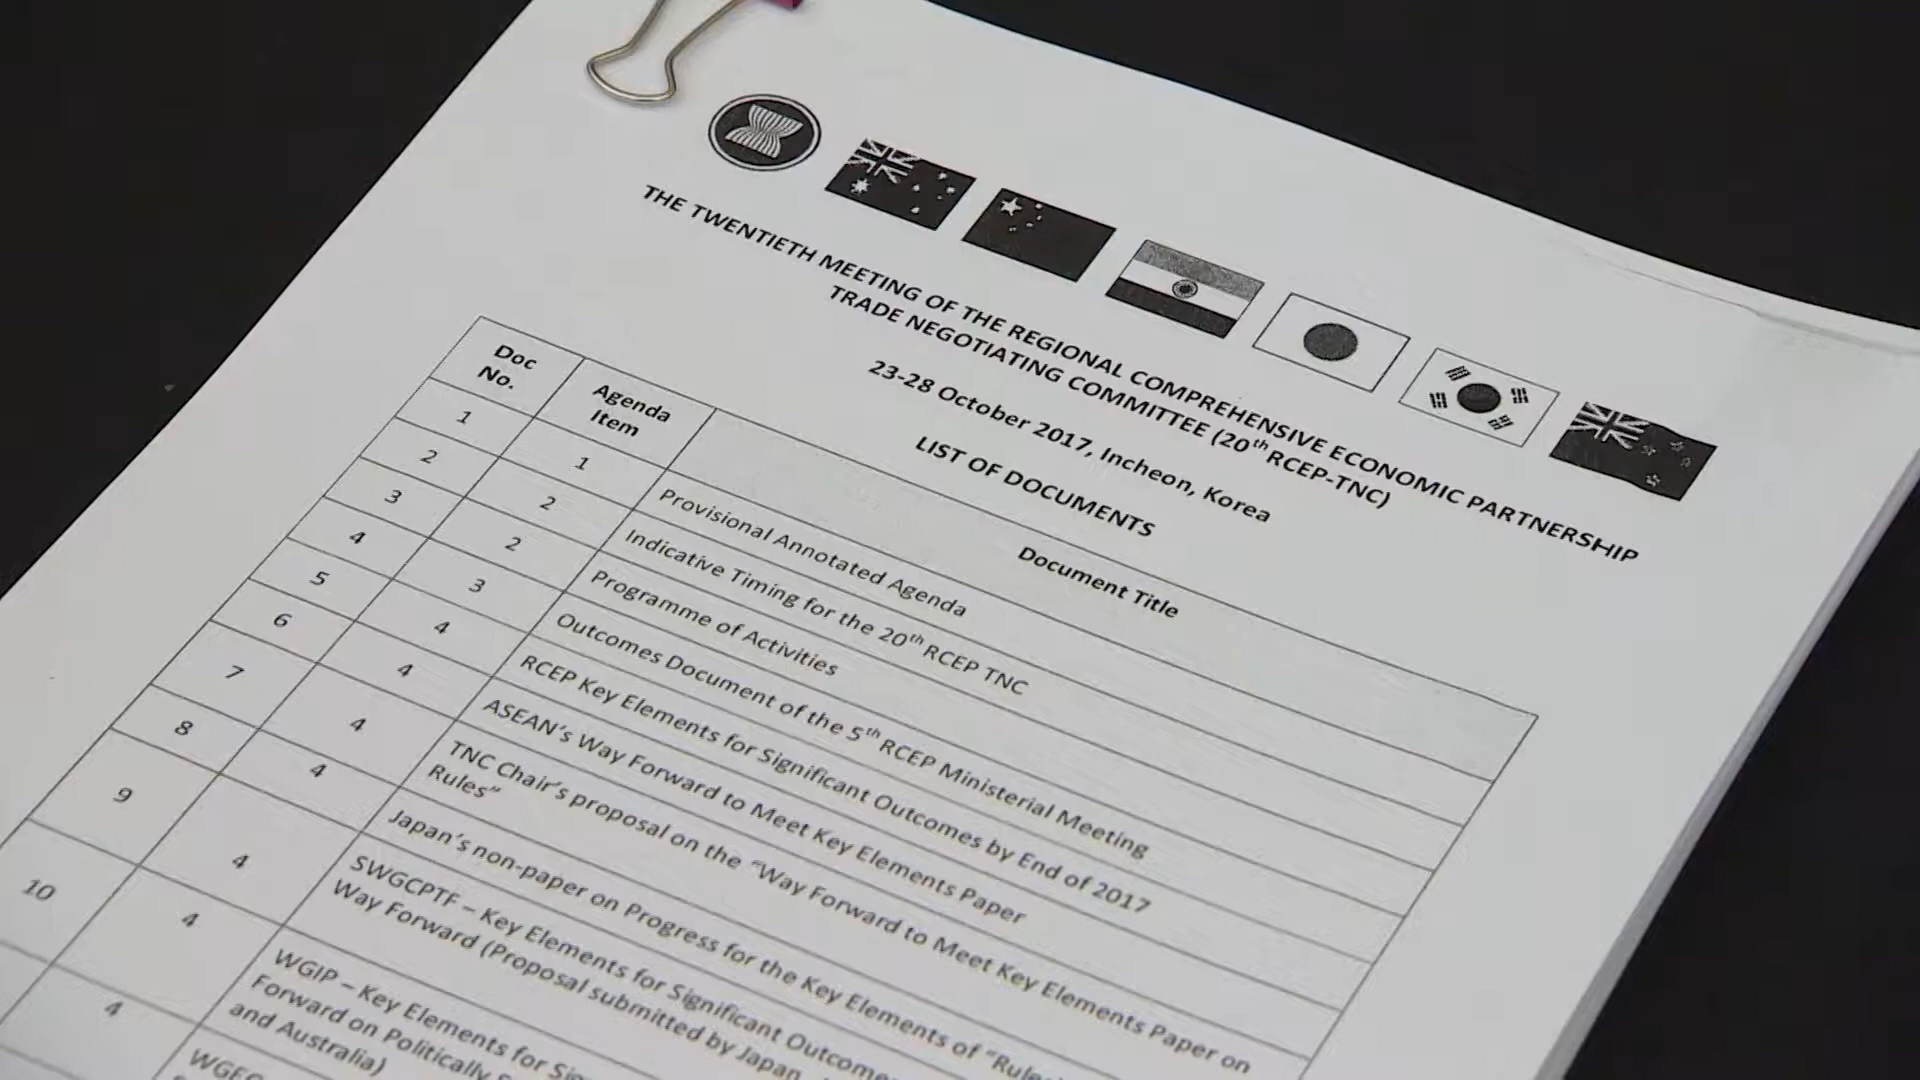 THE TWENTIETH MEETING OF THE REGIONAL COMPREHENSIVE ECONOMIC PARTNERSHIP
TRADE NEGOTIATING COMMITTEE (20th RCEP-TNC)
23-28 October 2017, Incheon, Korea
LIST OF DOCUMENTS
Doc No. Agenda Item Document Title
1 1 Provisional Annotated Agenda
2 2 Indicative Timing for the 20th RCEP TNC
3 2 Programme of Activities
4 3 Outcomes Document of the 5th RCEP Ministerial Meeting
5 4 RCEP Key Elements for Significant Outcomes by End of 2017
6 4 ASEAN's Way Forward to Meet Key Elements Paper
7 4 TNC Chair's proposal on the "Way Forward to Meet Key Elements Paper on
Rules"
8 4 Japan's non-paper on Progress for the Key Elements of
9 4 SWGCPTF – Key Elements for Significant
Way Forward (Proposal submitted by Japan
10 4 WGIP – Key Elements for
Forward on Politically
and Australia)
4